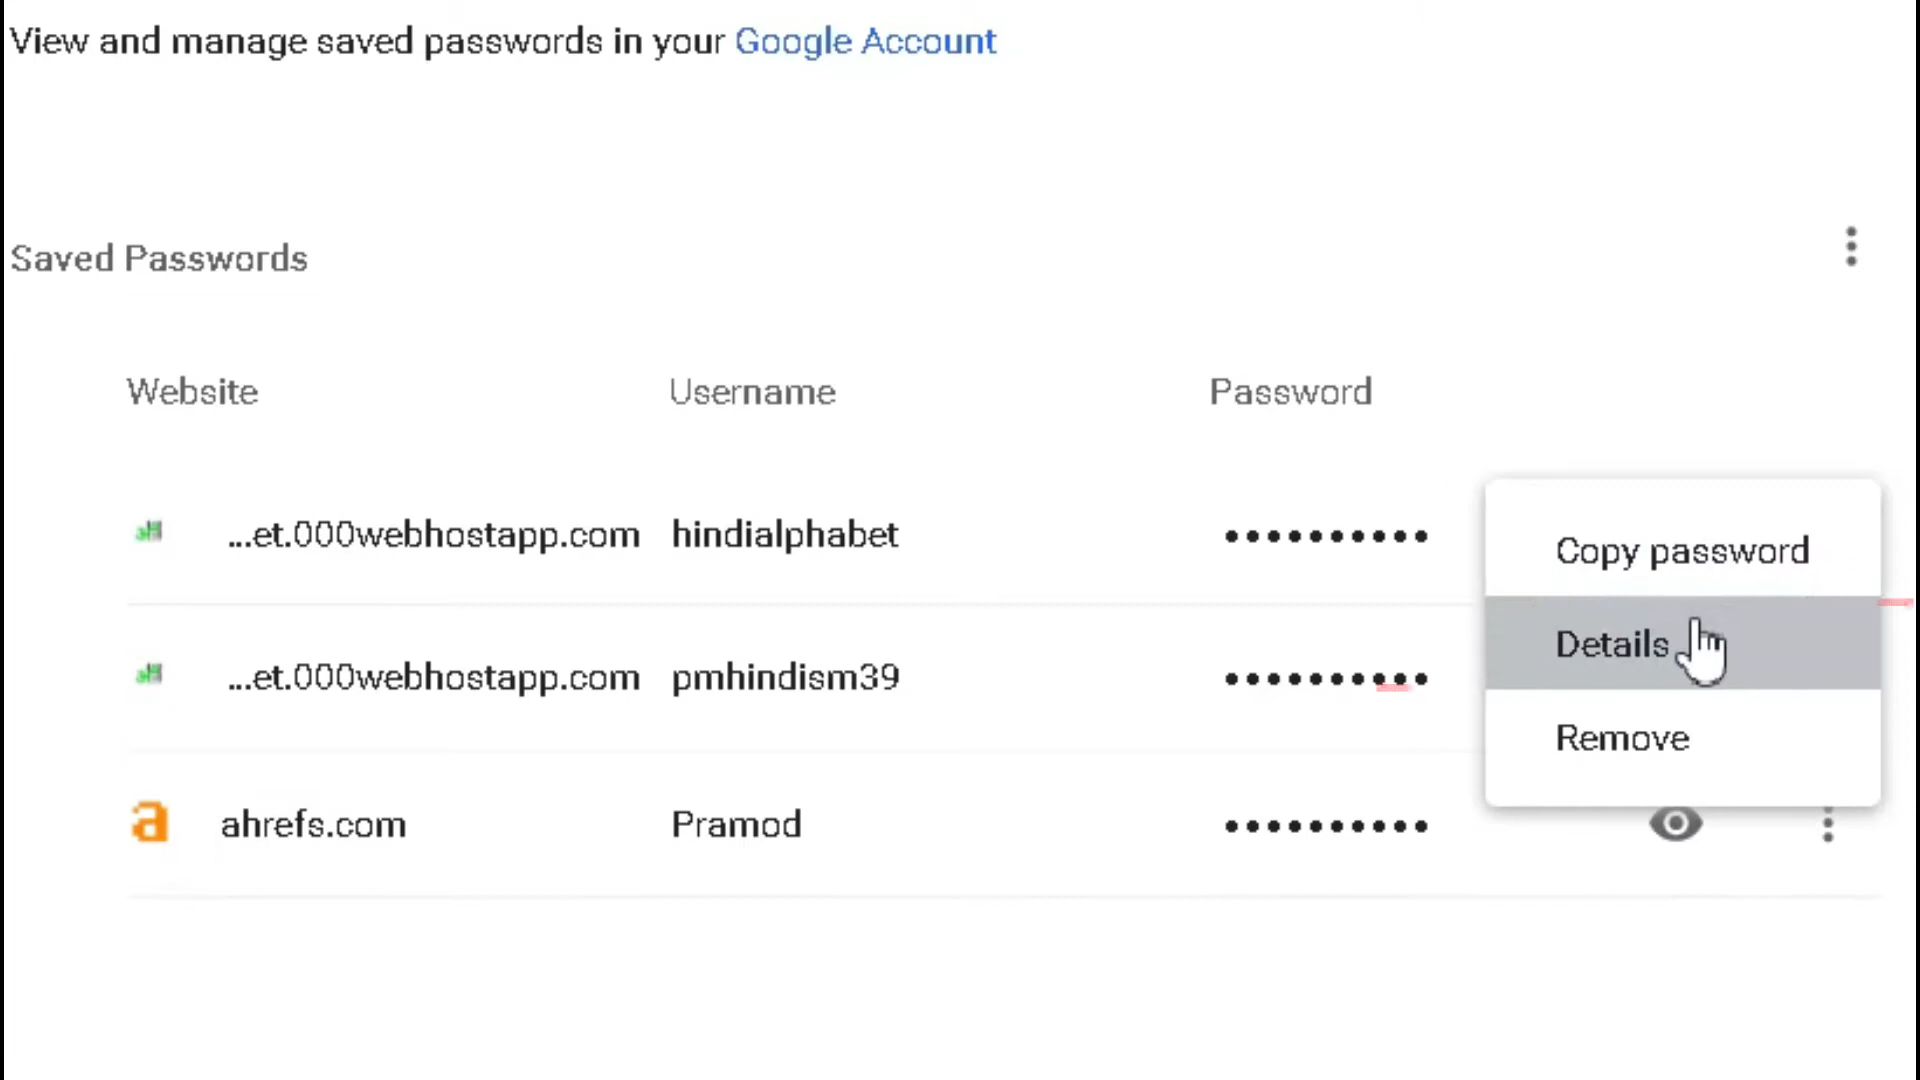 View and manage saved passwords in your Google Account
Saved Passwords
Website Username Password
...et.000webhostapp.com hindialphabet ••••••••••
Copy password
Details
...et.000webhostapp.com pmhindism39 ••••••••••
Remove
a ahrefs.com Pramod ••••••••••